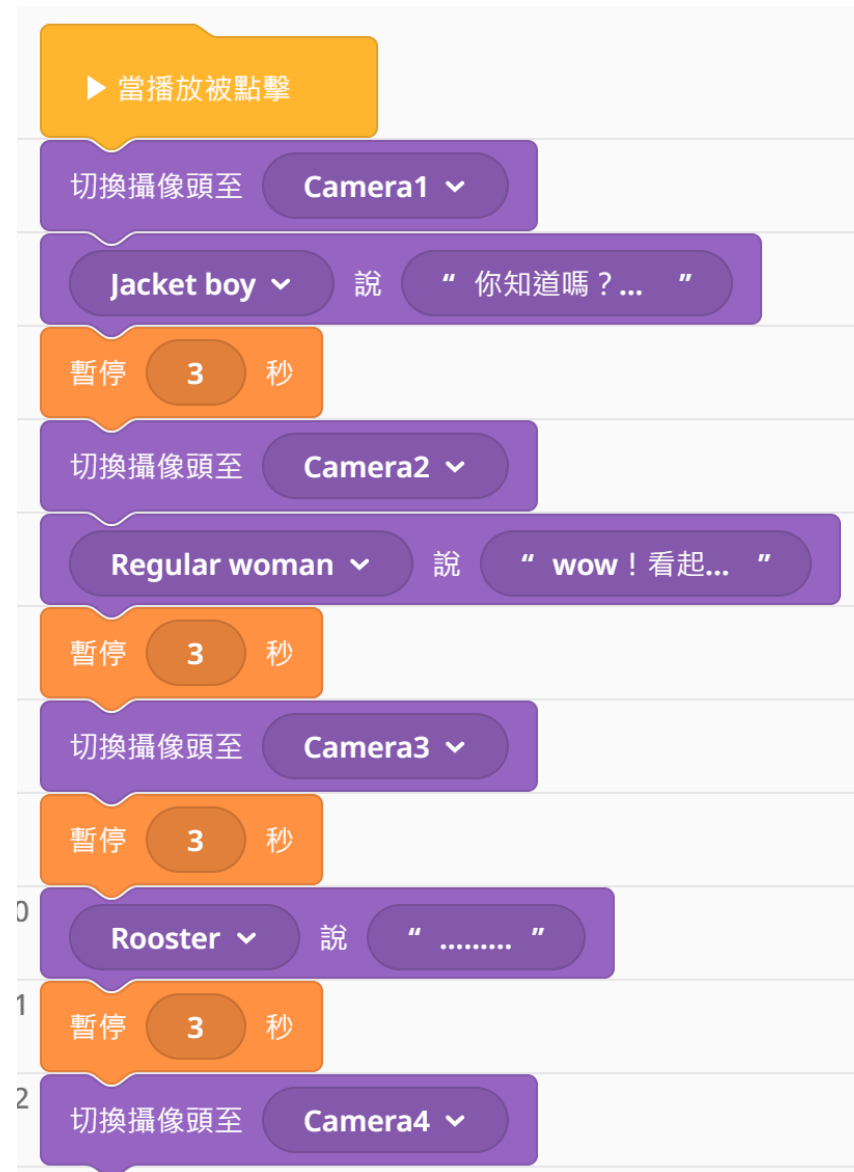 當播放被點擊
切換攝像頭至 Camera1
Jacket boy 說 “ 你知道嗎？... ”
暫停 3 秒
切換攝像頭至 Camera2
Regular woman 說 “ wow！看起... ”
暫停 3 秒
切換攝像頭至 Camera3
暫停 3 秒
0 Rooster 說 “ ......... ”
1 暫停 3 秒
2 切換攝像頭至 Camera4